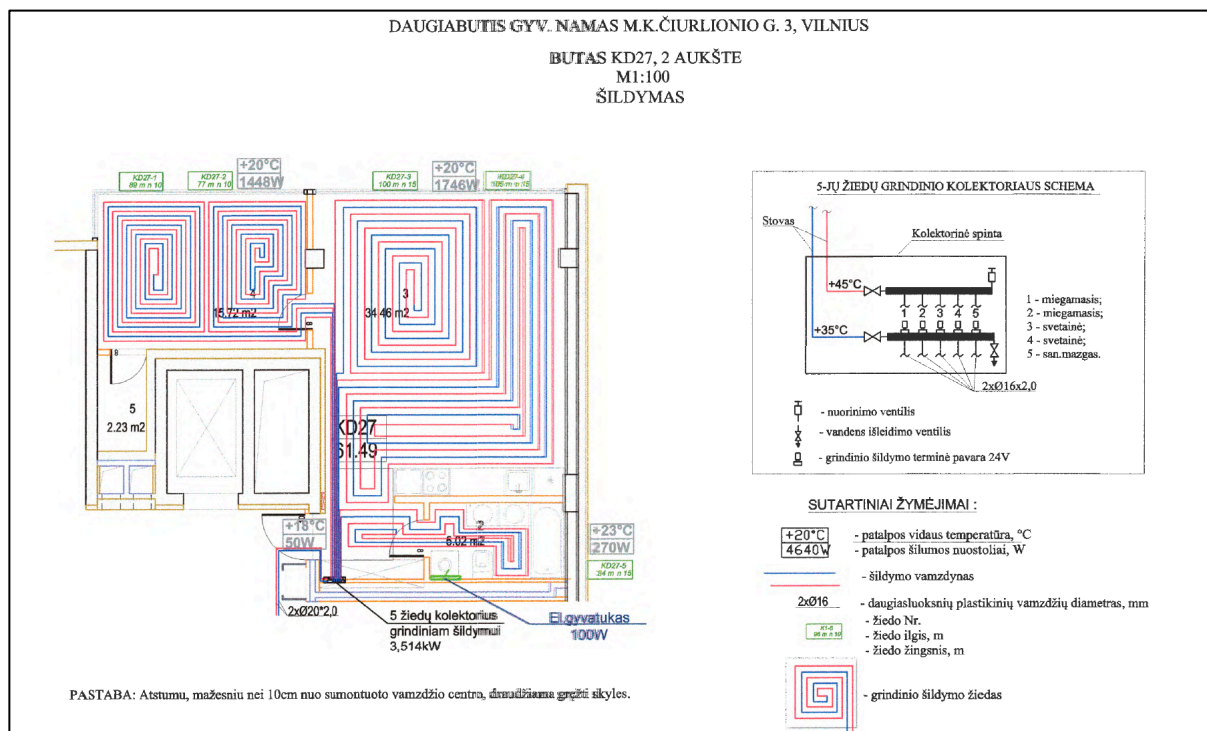 DAUGIABUTIS GYV. NAMAS M.K.ČIURLIONIO G. 3, VILNIUS
BUTAS KD27, 2 AUKŠTE
M1:100
ŠILDYMAS
KD27-1
89 m n 10
KD27-2
77 m n 10
+20°C
1448W
KD27-3
100 m n 15
+20°C
1746W
4
15.72 m2
3
34.46 m2
5
2.23 m2
KD27
61.49
2
6.02 m2
+18°C
50W
+23°C
270W
KD27-5
34 m n 15
2xØ20*2,0
5 žiedų kolektorius
grindiniam šildymui
3,514kW
El.gyvatukas
100W
PASTABA: Atstumu, mažesniu nei 10cm nuo sumontuoto vamzdžio centro, draudžiama gręžti skyles.
5-JŲ ŽIEDŲ GRINDINIO KOLEKTORIAUS SCHEMA
Stovas
Kolektorinė spinta
+45°C
1 2 3 4 5
+35°C
2xØ16x2,0
1 - miegamasis;
2 - miegamasis;
3 - svetainė;
4 - svetainė;
5 - san.mazgas.
- nuorinimo ventilis
- vandens išleidimo ventilis
- grindinio šildymo terminė pavara 24V
SUTARTINIAI ŽYMĖJIMAI :
+20°C
4640W
- patalpos vidaus temperatūra, °C
- patalpos šilumos nuostoliai, W
- šildymo vamzdynas
2xØ16
- daugiasluoksnių plastikinių vamzdžių diametras, mm
K1-6
96 m n 10
- žiedo Nr.
- žiedo ilgis, m
- žiedo žingsnis, m
- grindinio šildymo žiedas